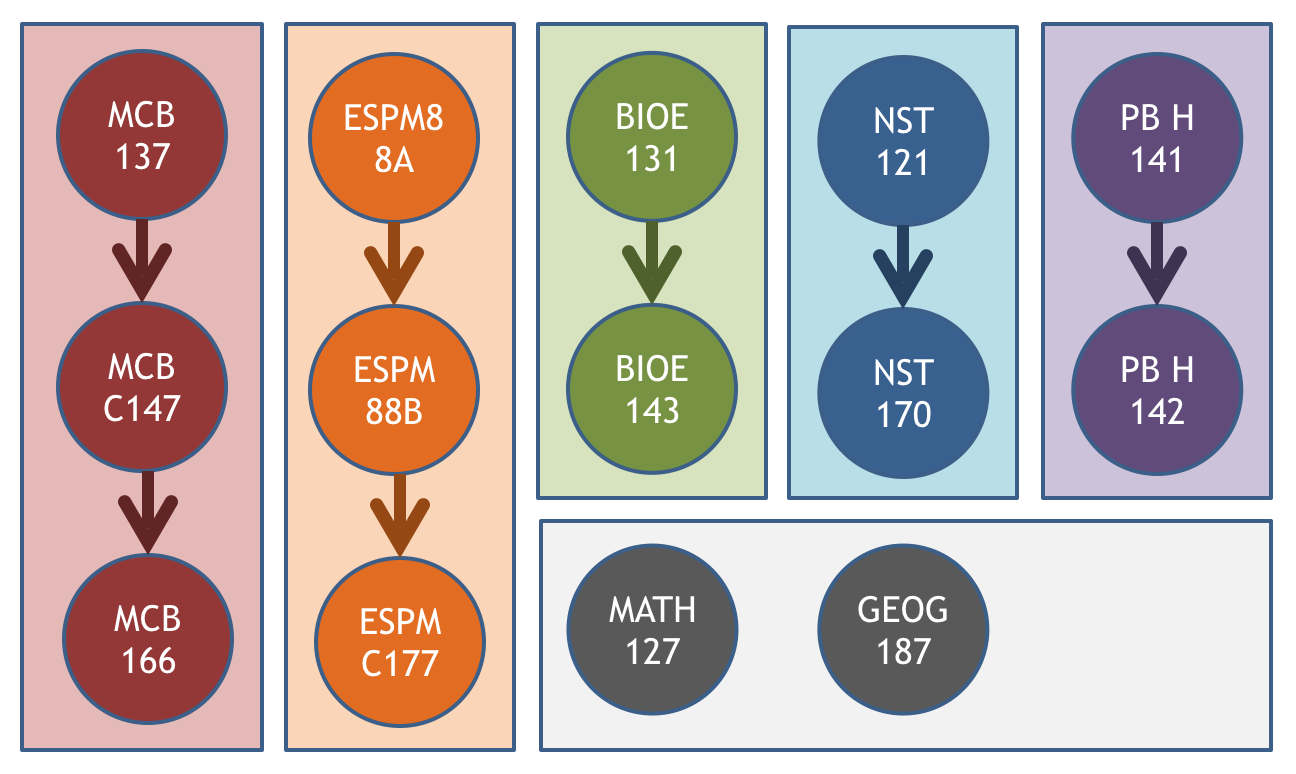 MCB
137
ESPM8
8A
BIOE
131
NST
121
PB H
141
MCB
C147
ESPM
88B
BIOE
143
NST
170
PB H
142
MCB
166
ESPM
C177
MATH
127
GEOG
187